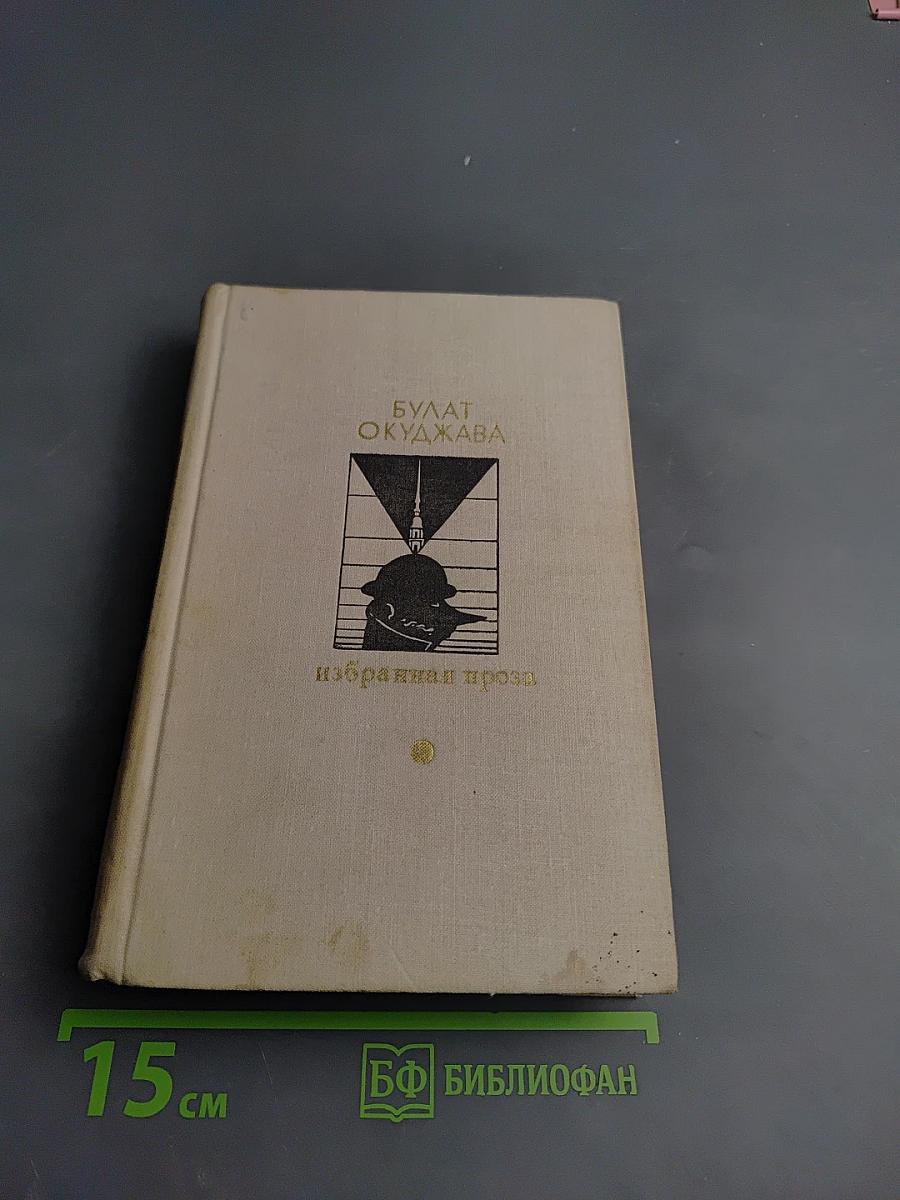 БУЛАТ
ОКУДЖАВА
избранная проза
15 см
БФ БИБЛИОФАН